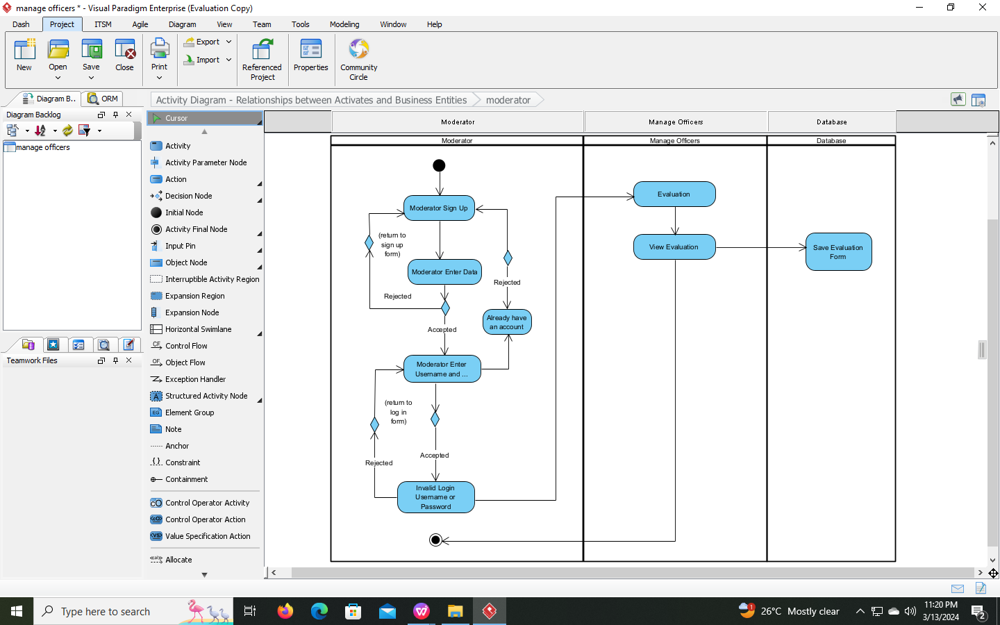 manage officers * - Visual Paradigm Enterprise (Evaluation Copy)
Dash Project ITSM Agile Diagram View Team Tools Modeling Window Help
New
Open
Save
Close
Print
Export
Import
Referenced
Project
Properties
Community
Circle
Diagram B.. ORM
Activity Diagram - Relationships between Activates and Business Entities moderator
Diagram Backlog
manage officers
Teamwork Files
Cursor
Activity
Activity Parameter Node
Action
Decision Node
Initial Node
Activity Final Node
Input Pin
Object Node
Interruptible Activity Region
Expansion Region
Expansion Node
Horizontal Swimlane
CF Control Flow
OF Object Flow
Exception Handler
A Structured Activity Node
EG Element Group
Note
Anchor
{} Constraint
Containment
cO Control Operator Activity
«cO» Control Operator Action
«VS» Value Specification Action
Allocate
Moderator Manage Officers Database
Moderator Manage Officers Database
Moderator Sign Up
(return to
sign up
form)
Moderator Enter Data
Rejected
Rejected
Accepted
Already have
an account
Moderator Enter
Username and ...
(return to
log in
form)
Accepted
Rejected
Invalid Login
Username or
Password
Evaluation
View Evaluation
Save Evaluation
Form
Type here to search
1
26°C Mostly clear
11:20 PM
3/13/2024
2